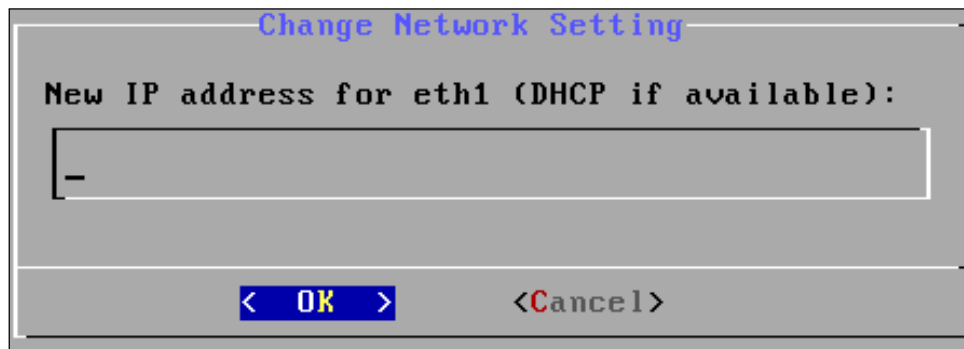 Change Network Setting
New IP address for eth1 (DHCP if available):
< OK > <Cancel>